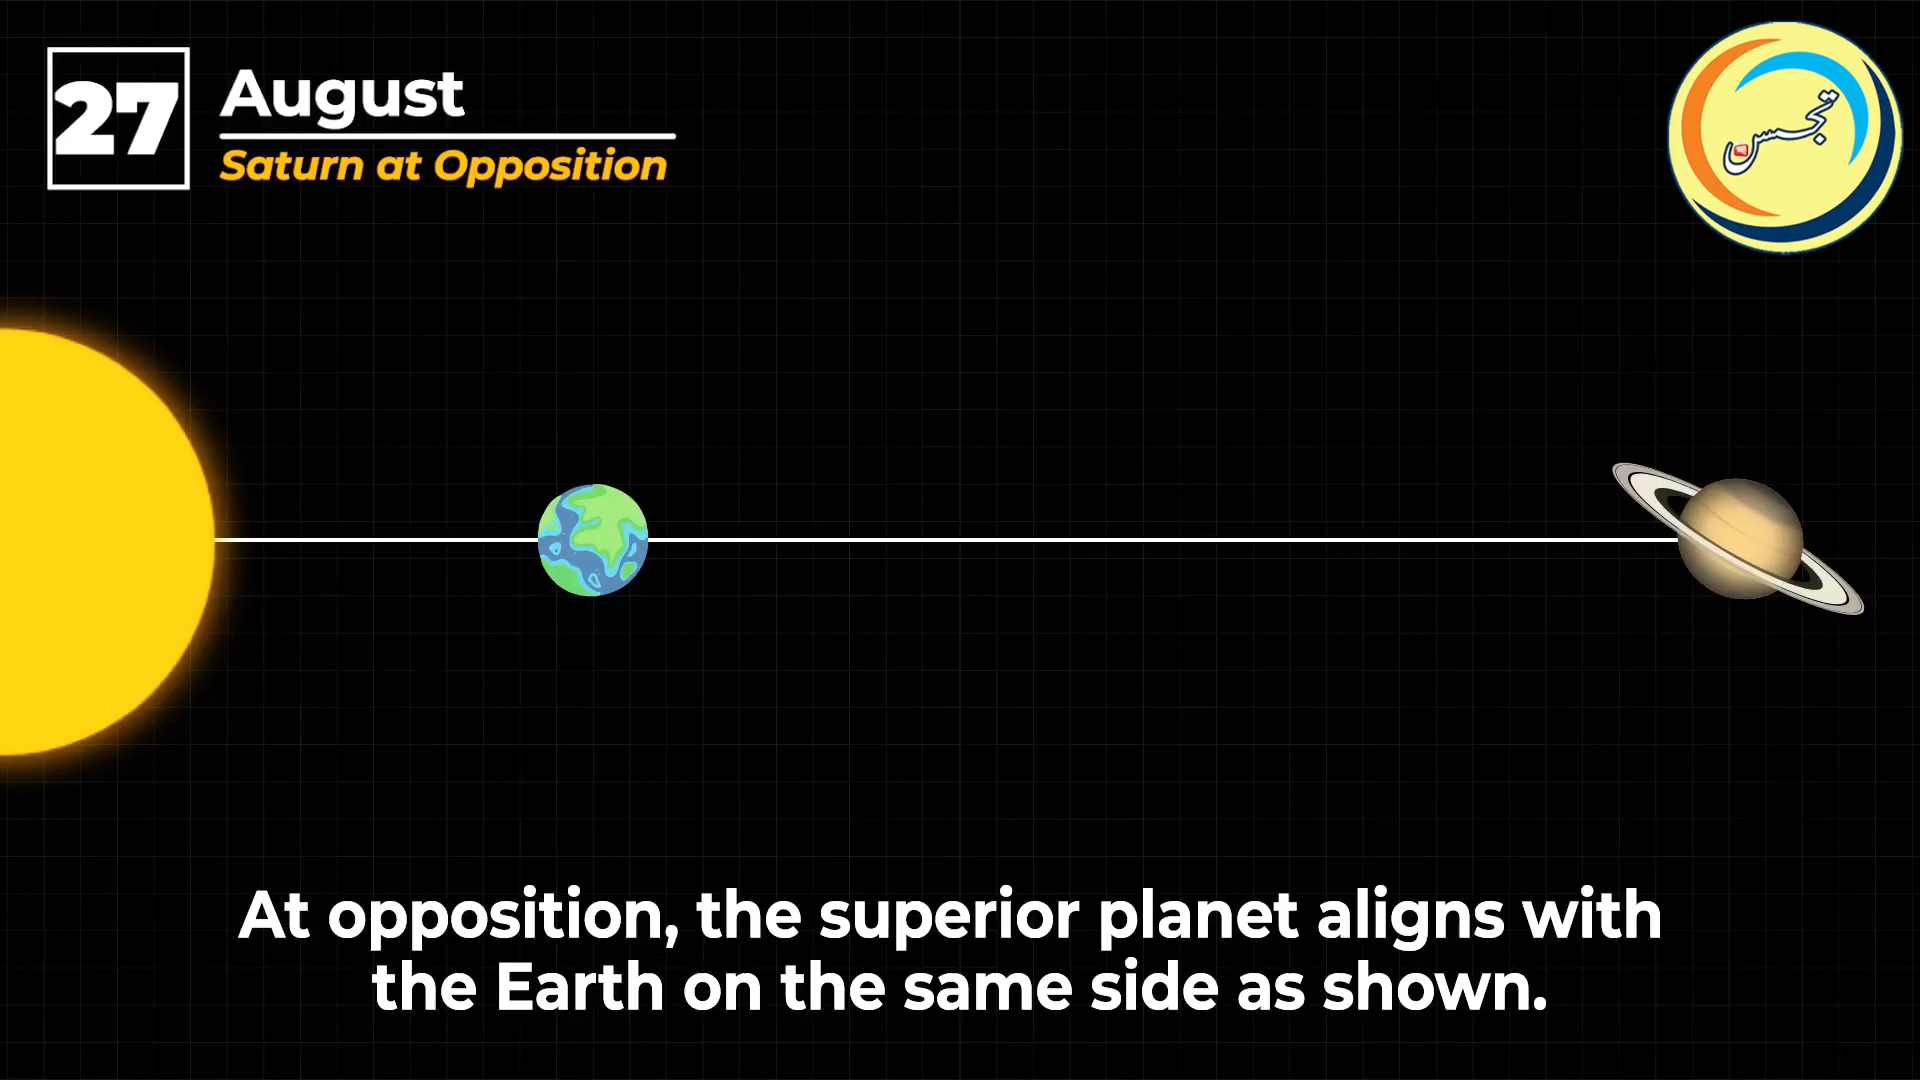 27
August
Saturn at Opposition
تجسس
At opposition, the superior planet aligns with
the Earth on the same side as shown.